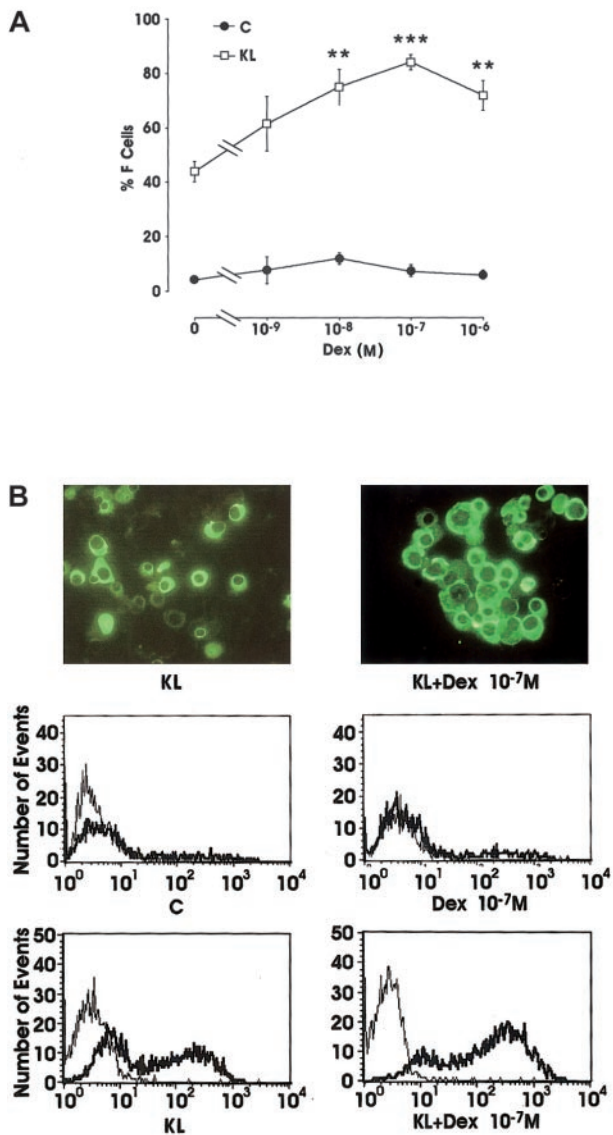 A
C
KL
**
***
**
100
80
60
40
20
0
% F Cells
0
10-9
10-8
10-7
10-6
Dex (M)
B
KL
KL+Dex 10-7M
Number of Events
40
30
20
10
0
10⁰ 10¹ 10² 10³ 10⁴
C
40
30
20
10
0
10⁰ 10¹ 10² 10³ 10⁴
Dex 10-7M
Number of Events
50
40
30
20
10
0
10⁰ 10¹ 10² 10³ 10⁴
KL
50
40
30
20
10
0
10⁰ 10¹ 10² 10³ 10⁴
KL+Dex 10-7M